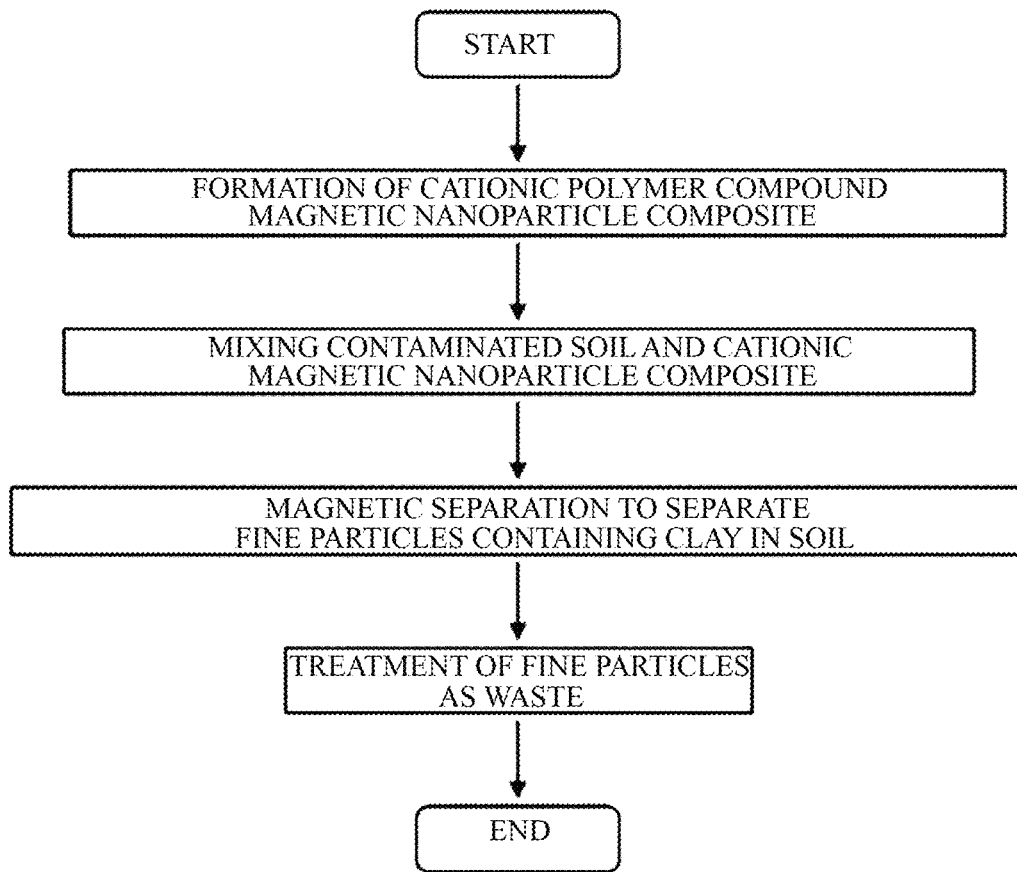 START
FORMATION OF CATIONIC POLYMER COMPOUND
MAGNETIC NANOPARTICLE COMPOSITE
MIXING CONTAMINATED SOIL AND CATIONIC
MAGNETIC NANOPARTICLE COMPOSITE
MAGNETIC SEPARATION TO SEPARATE
FINE PARTICLES CONTAINING CLAY IN SOIL
TREATMENT OF FINE PARTICLES
AS WASTE
END